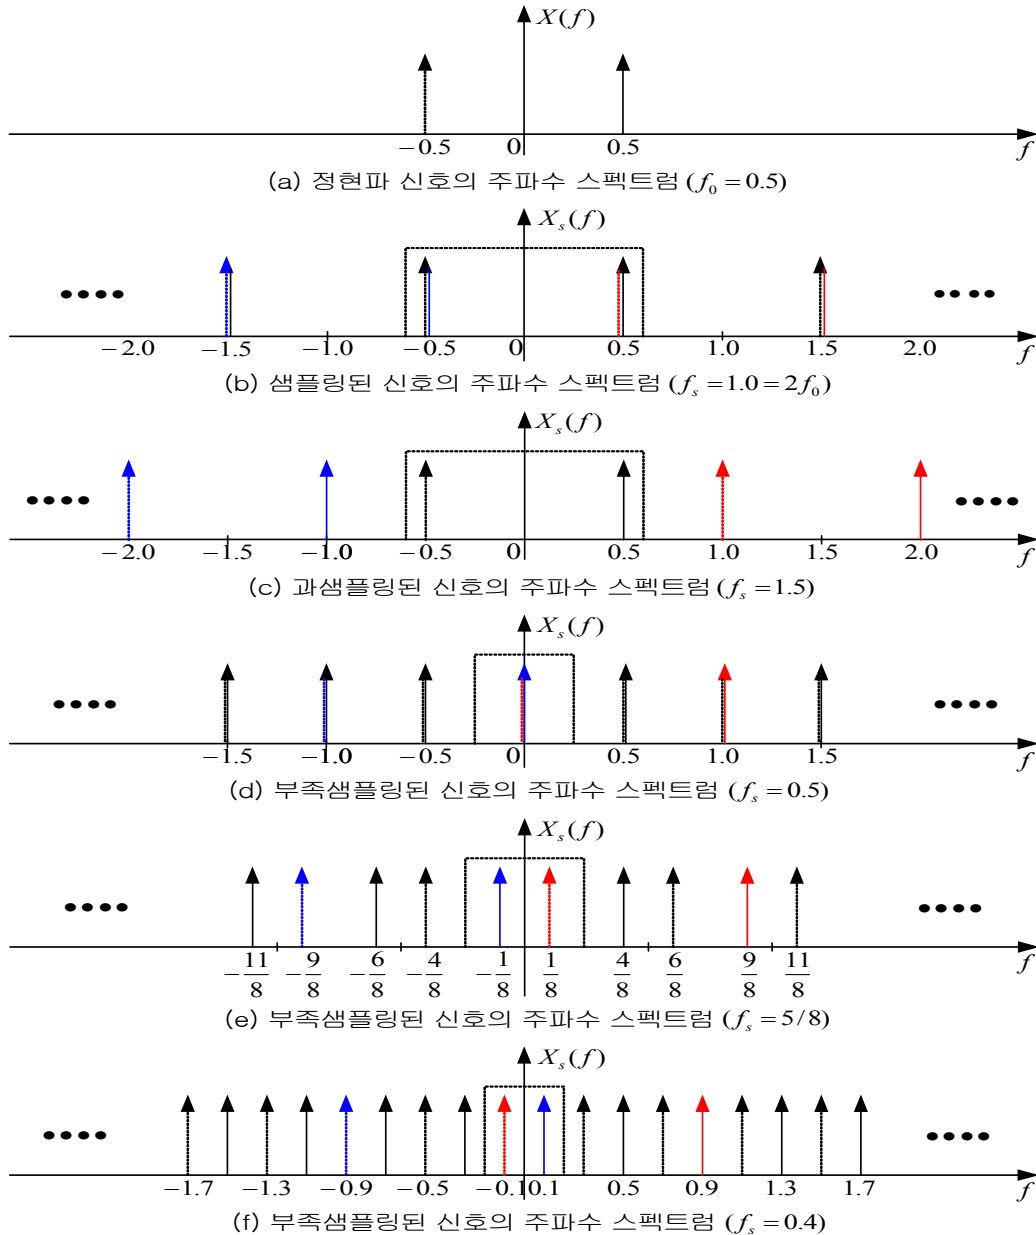 X(f)
−0.5 0 0.5 f
(a) 정현파 신호의 주파수 스펙트럼 (f₀ = 0.5)
Xₛ(f)
−2.0 −1.5 −1.0 −0.5 0 0.5 1.0 1.5 2.0 f
(b) 샘플링된 신호의 주파수 스펙트럼 (fₛ = 1.0 = 2f₀)
Xₛ(f)
−2.0 −1.5 −1.0 −0.5 0 0.5 1.0 1.5 2.0 f
(c) 과샘플링된 신호의 주파수 스펙트럼 (fₛ = 1.5)
Xₛ(f)
−1.5 −1.0 −0.5 0 0.5 1.0 1.5 f
(d) 부족샘플링된 신호의 주파수 스펙트럼 (fₛ = 0.5)
Xₛ(f)
−11/8 −9/8 −6/8 −4/8 −1/8 1/8 4/8 6/8 9/8 11/8 f
(e) 부족샘플링된 신호의 주파수 스펙트럼 (fₛ = 5/8)
Xₛ(f)
−1.7 −1.3 −0.9 −0.5 −0.1 0.1 0.5 0.9 1.3 1.7 f
(f) 부족샘플링된 신호의 주파수 스펙트럼 (fₛ = 0.4)